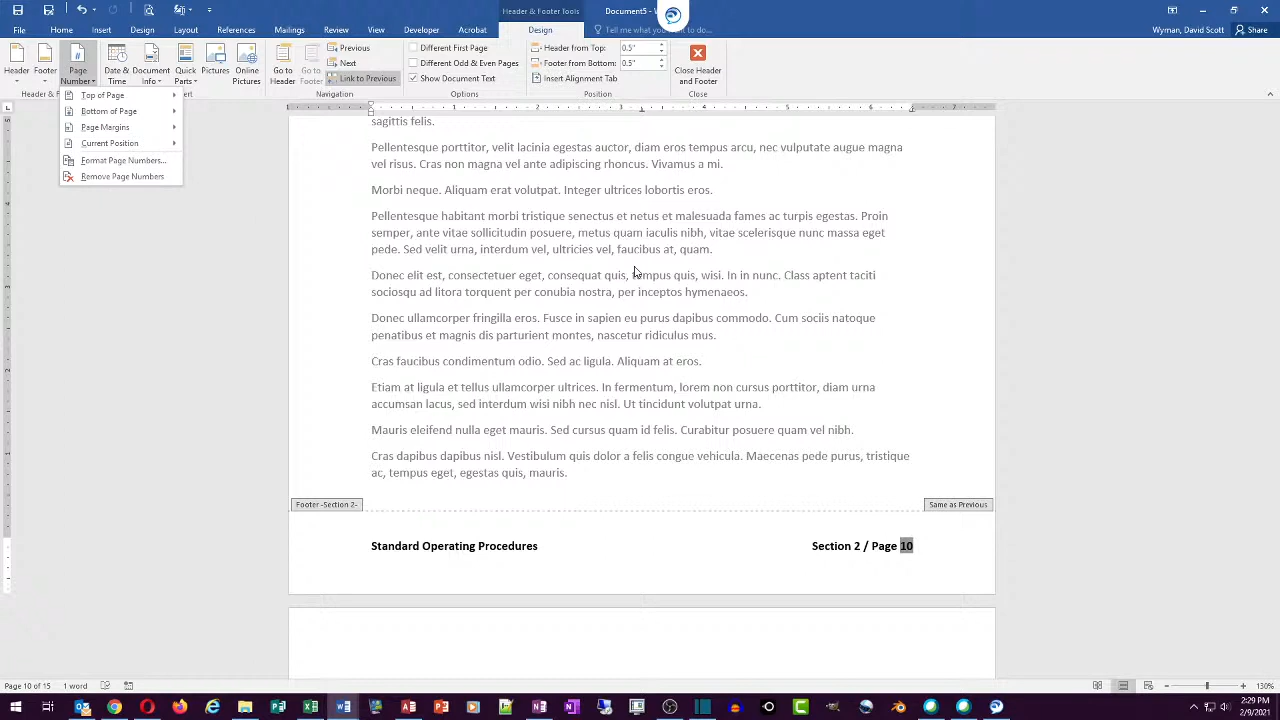 Header & Footer Tools
Document5 - Wo
File
Home
Insert
Design
Layout
References
Mailings
Review
View
Developer
Acrobat
Design
Tell me what you want to do
Wyman, David Scott
Share
Header
Footer
Page Number
Date & Time
Document Info
Quick Parts
Pictures
Online Pictures
Go to Header
Go to Footer
Previous
Next
Link to Previous
Different First Page
Different Odd & Even Pages
Show Document Text
Header from Top: 0.5"
Footer from Bottom: 0.5"
Insert Alignment Tab
Close Header and Footer
Header & F
ert
Navigation
Options
Position
Close
Top of Page
Bottom of Page
Page Margins
Current Position
Format Page Numbers...
Remove Page Numbers
sagittis felis.
Pellentesque porttitor, velit lacinia egestas auctor, diam eros tempus arcu, nec vulputate augue magna
vel risus. Cras non magna vel ante adipiscing rhoncus. Vivamus a mi.
Morbi neque. Aliquam erat volutpat. Integer ultrices lobortis eros.
Pellentesque habitant morbi tristique senectus et netus et malesuada fames ac turpis egestas. Proin
semper, ante vitae sollicitudin posuere, metus quam iaculis nibh, vitae scelerisque nunc massa eget
pede. Sed velit urna, interdum vel, ultricies vel, faucibus at, quam.
Donec elit est, consectetuer eget, consequat quis, tempus quis, wisi. In in nunc. Class aptent taciti
sociosqu ad litora torquent per conubia nostra, per inceptos hymenaeos.
Donec ullamcorper fringilla eros. Fusce in sapien eu purus dapibus commodo. Cum sociis natoque
penatibus et magnis dis parturient montes, nascetur ridiculus mus.
Cras faucibus condimentum odio. Sed ac ligula. Aliquam at eros.
Etiam at ligula et tellus ullamcorper ultrices. In fermentum, lorem non cursus porttitor, diam urna
accumsan lacus, sed interdum wisi nibh nec nisl. Ut tincidunt volutpat urna.
Mauris eleifend nulla eget mauris. Sed cursus quam id felis. Curabitur posuere quam vel nibh.
Cras dapibus dapibus nisl. Vestibulum quis dolor a felis congue vehicula. Maecenas pede purus, tristique
ac, tempus eget, egestas quis, mauris.
Footer -Section 2-
Same as Previous
Standard Operating Procedures
Section 2 / Page 10
Page 10 of 15
1 word
130%
2:29 PM
2/9/2021